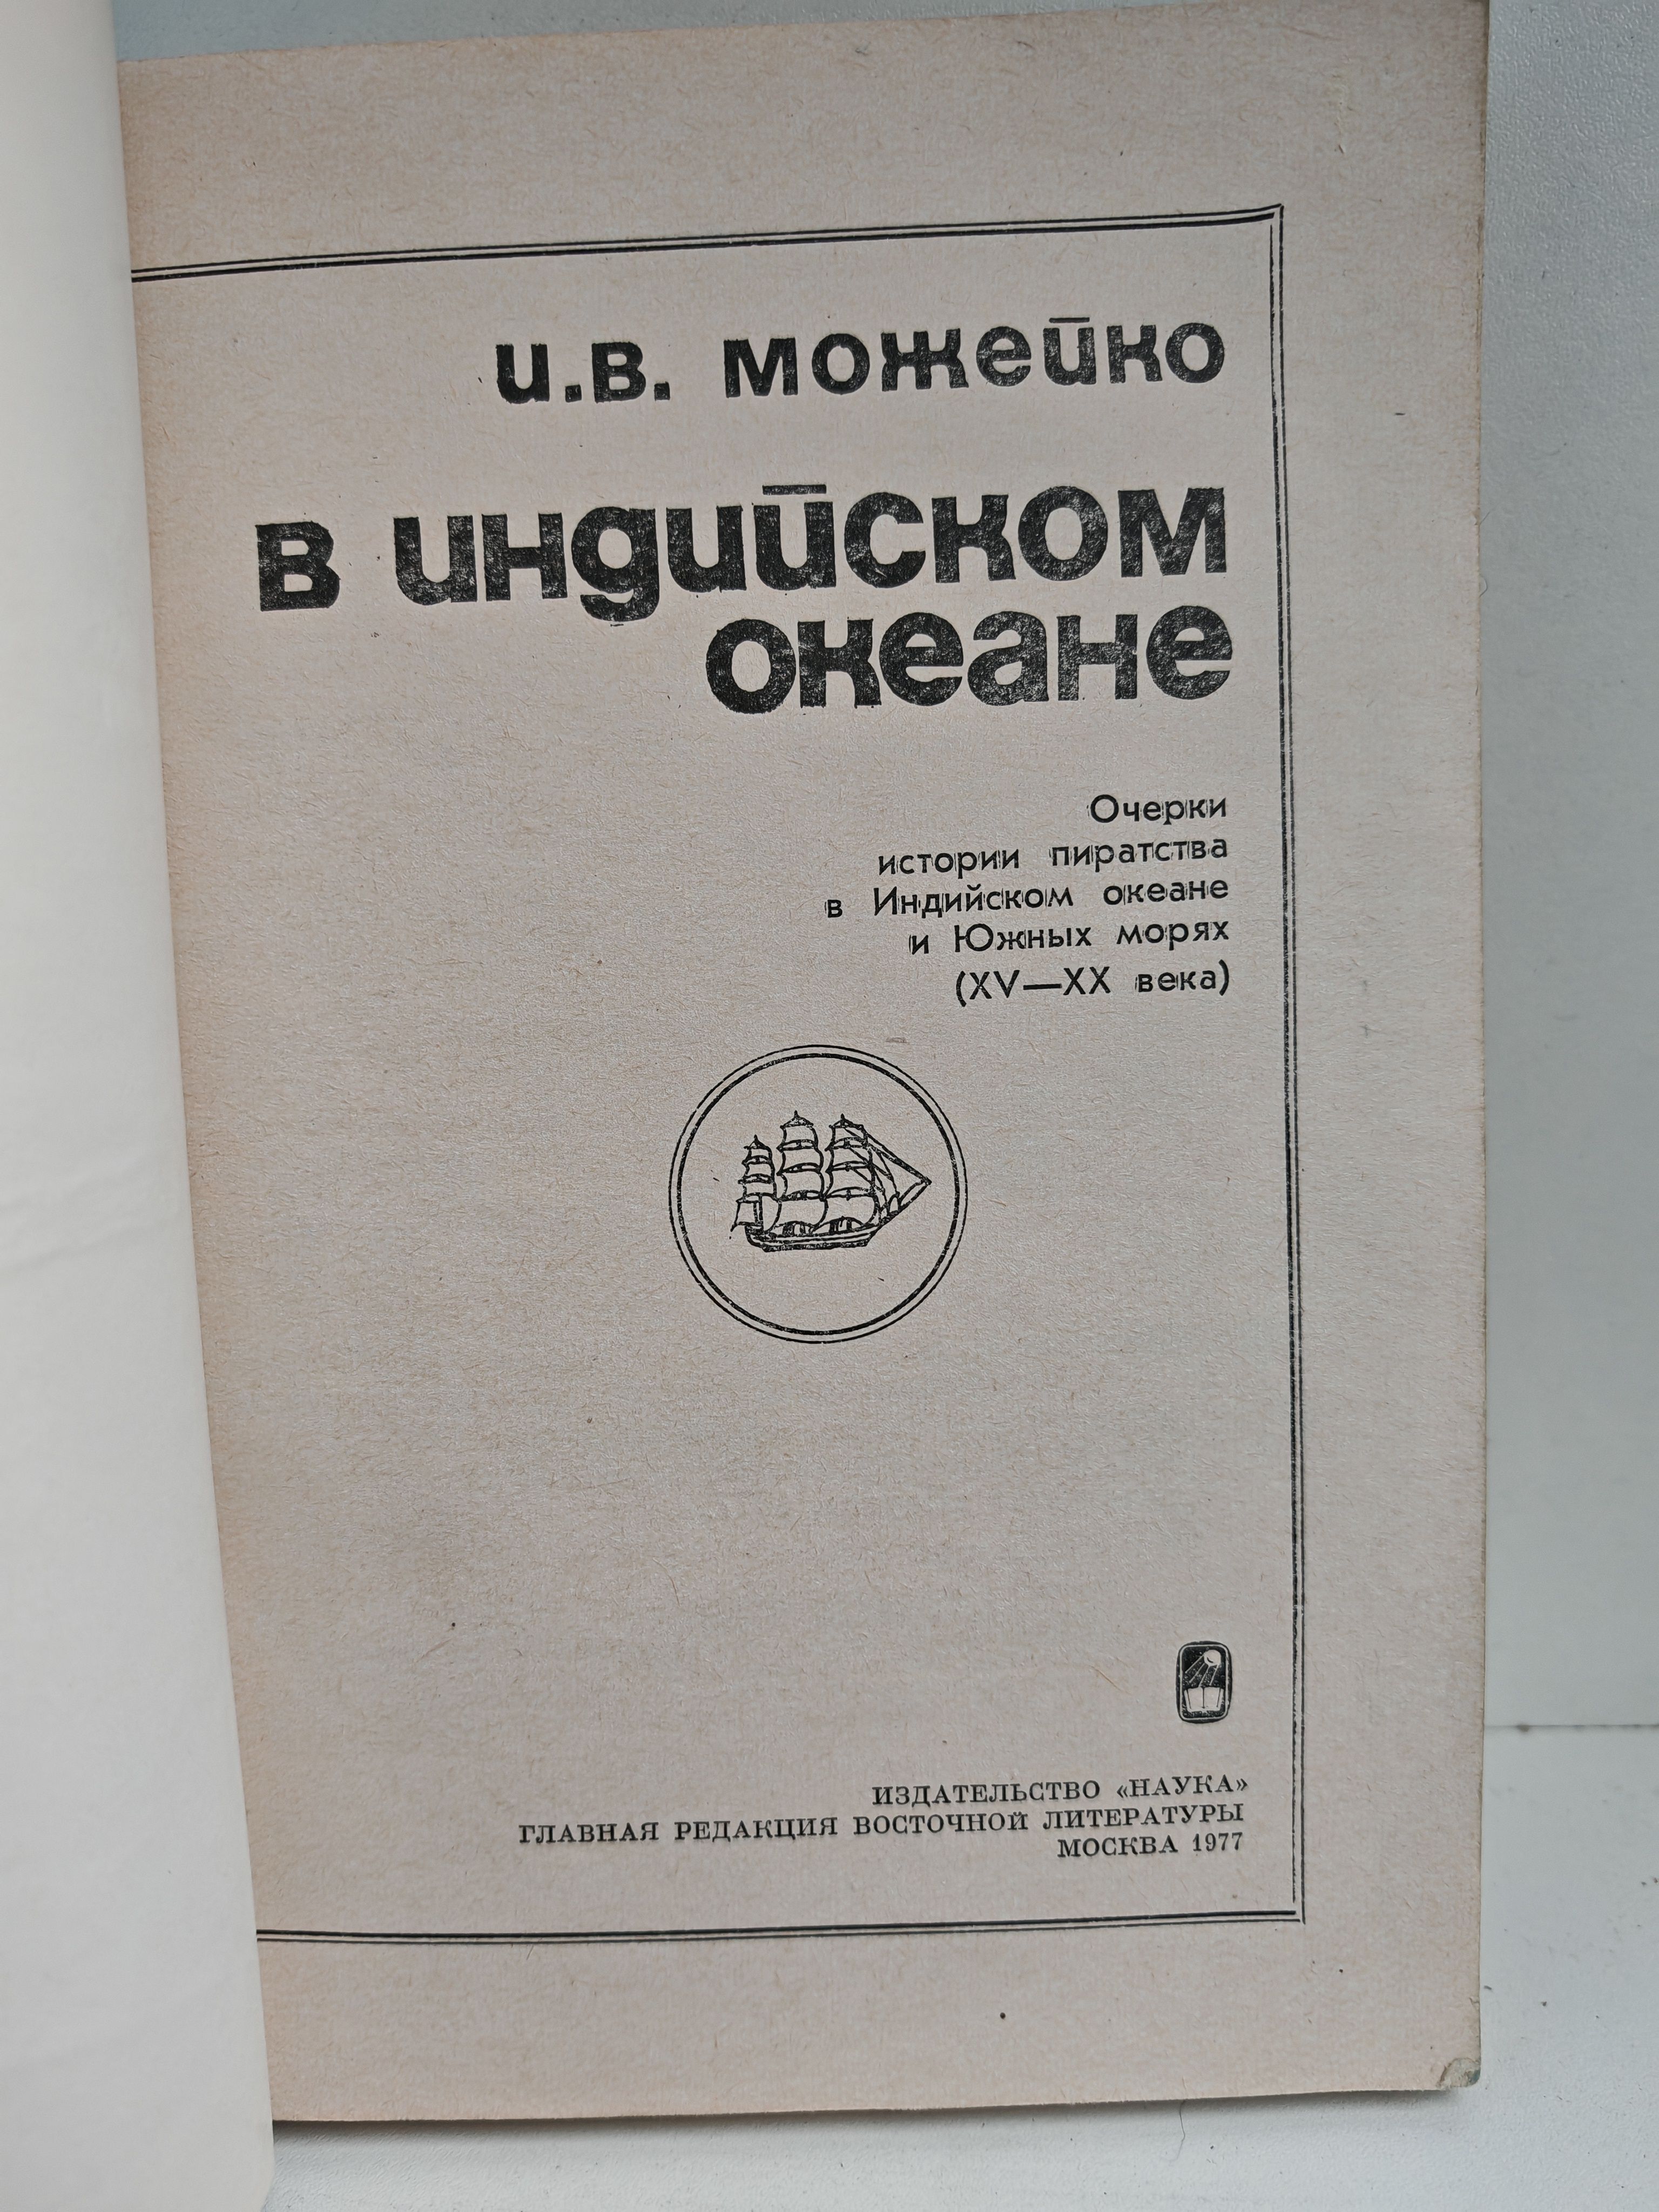 и.в. можейко
в индийском
океане
Очерки
истории пиратства
в Индийском океане
и Южных морях
(XV—XX века)
ИЗДАТЕЛЬСТВО «НАУКА»
ГЛАВНАЯ РЕДАКЦИЯ ВОСТОЧНОЙ ЛИТЕРАТУРЫ
МОСКВА 1977